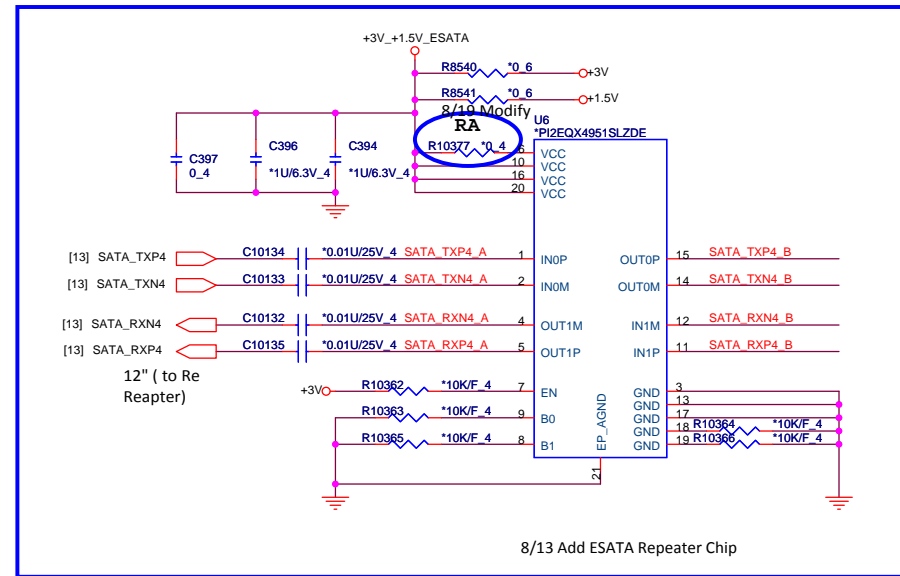 +3V_+1.5V_ESATA
R8540 *0_6 +3V
R8541 *0_6 +1.5V
8/19 Modify
RA
U6
*PI2EQX4951SLZDE
R10377 *0_4 6 VCC
10 VCC
16 VCC
20 VCC
C397
0_4
C396
*1U/6.3V_4
C394
*1U/6.3V_4
[13] SATA_TXP4 C10134 *0.01U/25V_4 SATA_TXP4_A 1 IN0P OUT0P 15 SATA_TXP4_B
[13] SATA_TXN4 C10133 *0.01U/25V_4 SATA_TXN4_A 2 IN0M OUT0M 14 SATA_TXN4_B
[13] SATA_RXN4 C10132 *0.01U/25V_4 SATA_RXN4_A 4 OUT1M IN1M 12 SATA_RXN4_B
[13] SATA_RXP4 C10135 *0.01U/25V_4 SATA_RXP4_A 5 OUT1P IN1P 11 SATA_RXP4_B
12" ( to Re
Reapter)
+3V R10362 *10K/F_4 7 EN GND 3
GND 13
R10363 *10K/F_4 9 B0 GND 17
GND 18 R10364 *10K/F_4
R10365 *10K/F_4 8 B1 GND 19 R10366 *10K/F_4
EP_AGND
21
8/13 Add ESATA Repeater Chip